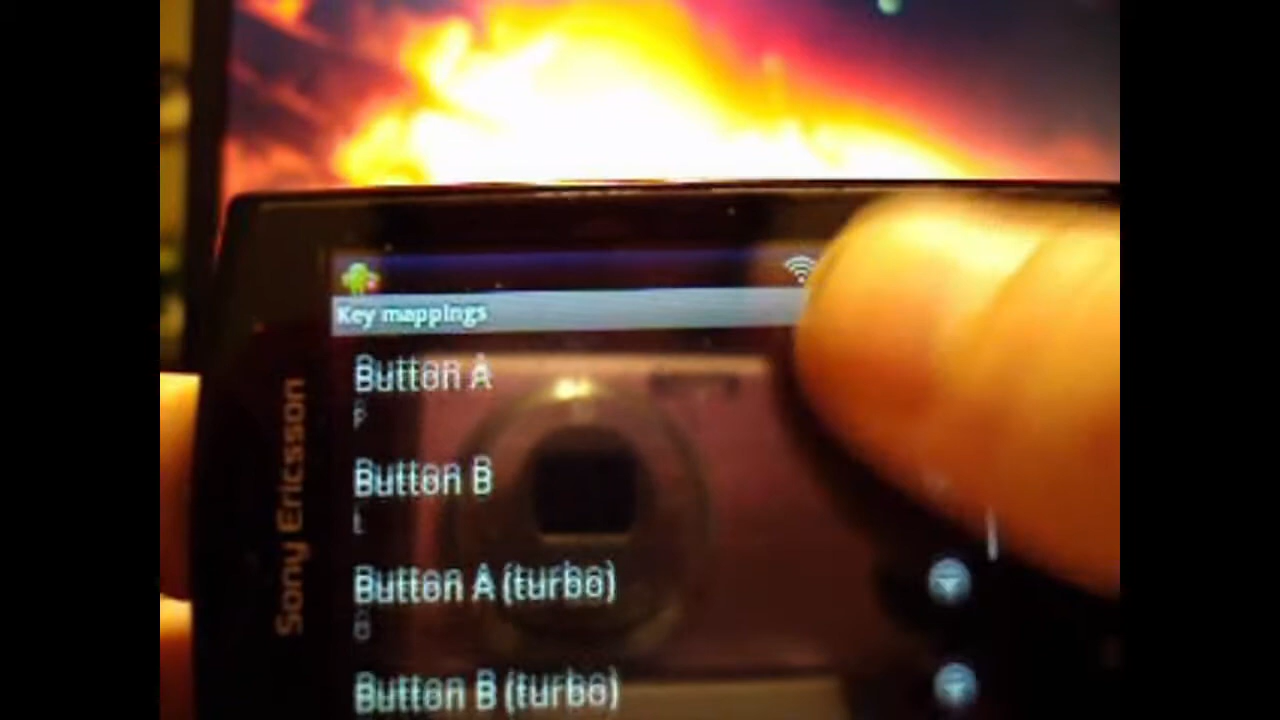 Key mappings
Button A
Button B
Button A (turbo)
Button B (turbo)
Sony Ericsson